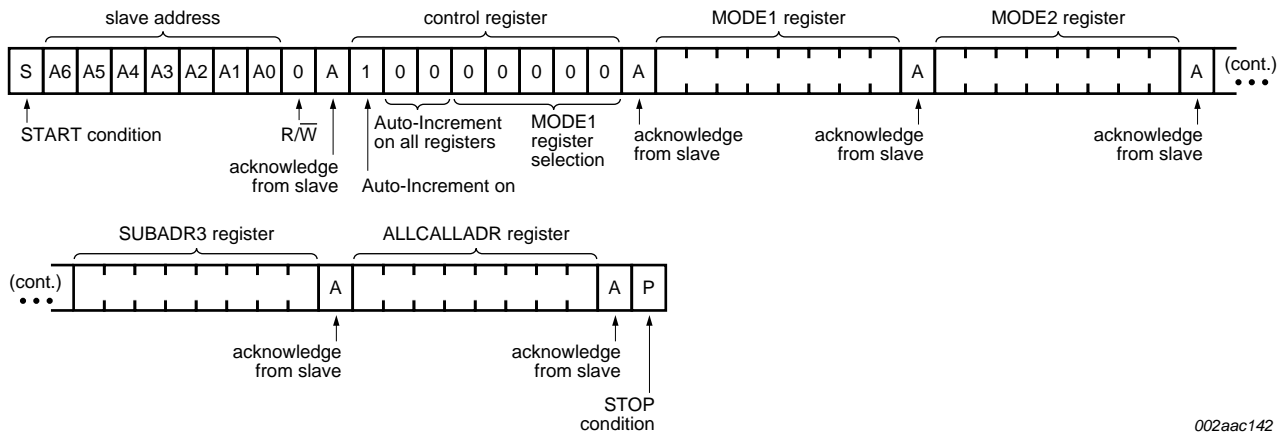 slave address
control register
MODE1 register
MODE2 register
S A6 A5 A4 A3 A2 A1 A0 0 A 1 0 0 0 0 0 0 0 A A A (cont.)
START condition
R/W̅
acknowledge
from slave
Auto-Increment
on all registers
Auto-Increment on
MODE1
register
selection
acknowledge
from slave
acknowledge
from slave
acknowledge
from slave
SUBADR3 register
ALLCALLADR register
(cont.) A A P
acknowledge
from slave
acknowledge
from slave
STOP
condition
002aac142